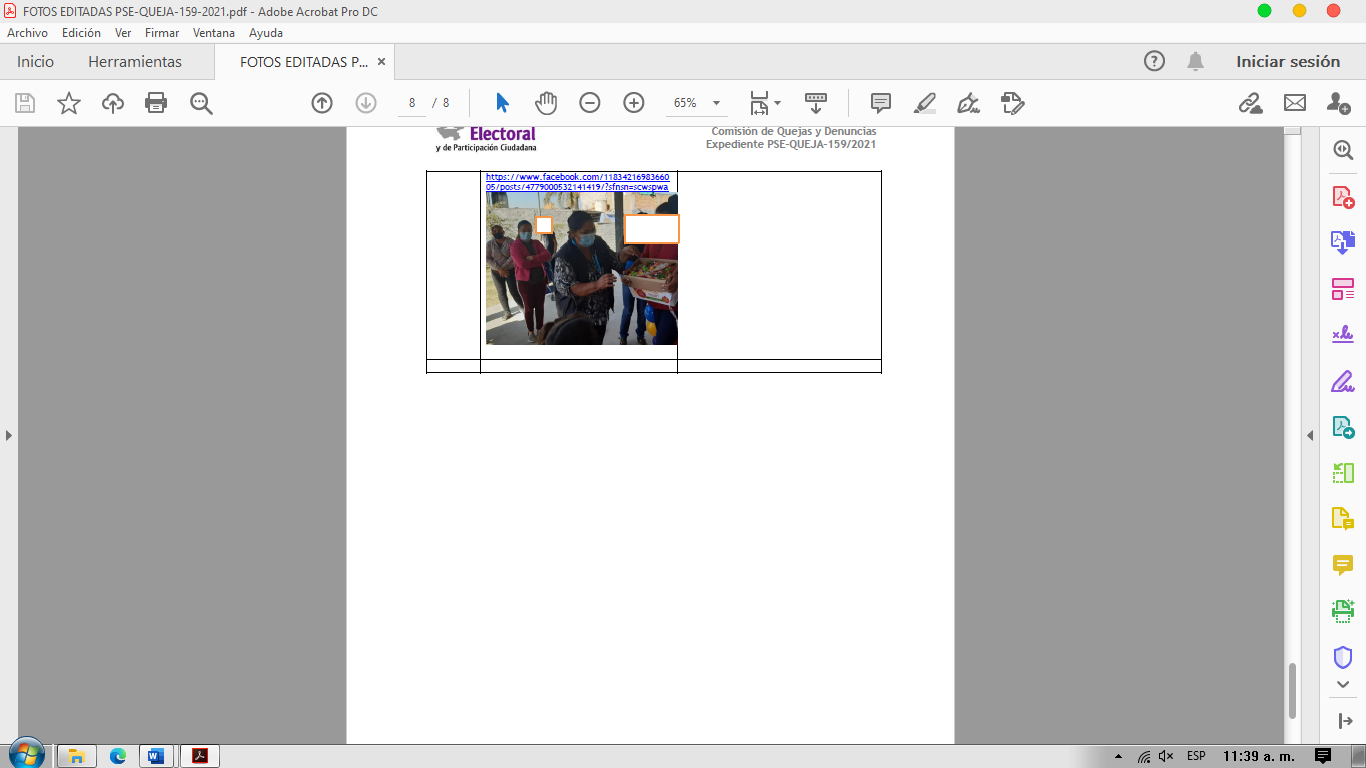 FOTOS EDITADAS PSE-QUEJA-159-2021.pdf - Adobe Acrobat Pro DC
Archivo Edición Ver Firmar Ventana Ayuda
Inicio Herramientas FOTOS EDITADAS P... × Iniciar sesión
8 / 8 65%
Electoral
y de Participación Ciudadana
Comisión de Quejas y Denuncias
Expediente PSE-QUEJA-159/2021
https://www.facebook.com/11834216983660
05/posts/4779000532141419/?sfnsn=scwspwa
ESP 11:39 a. m.